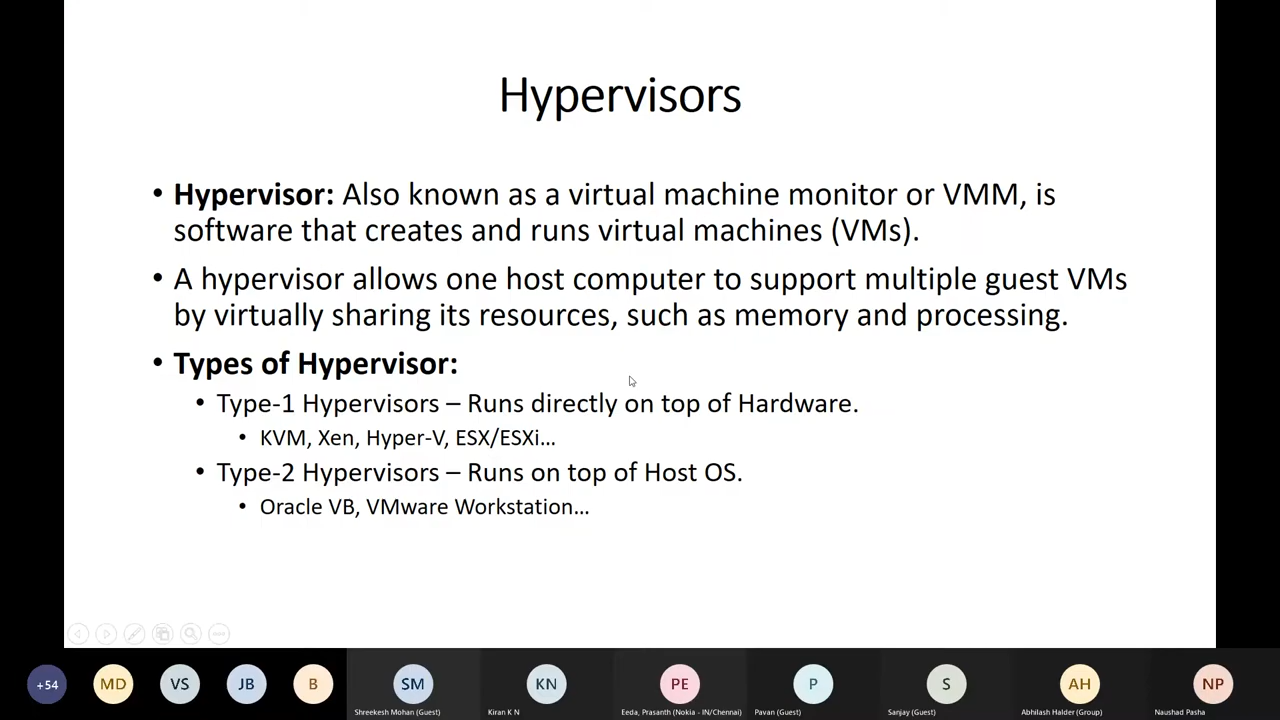 Hypervisors
• Hypervisor: Also known as a virtual machine monitor or VMM, is
software that creates and runs virtual machines (VMs).
• A hypervisor allows one host computer to support multiple guest VMs
by virtually sharing its resources, such as memory and processing.
• Types of Hypervisor:
• Type-1 Hypervisors – Runs directly on top of Hardware.
• KVM, Xen, Hyper-V, ESX/ESXi…
• Type-2 Hypervisors – Runs on top of Host OS.
• Oracle VB, VMware Workstation…
+54 MD VS JB B SM KN PE P S AH NP
Shreekesh Mohan (Guest) Kiran K N Eeda, Prasanth (Nokia - IN/Chennai) Pavan (Guest) Sanjay (Guest) Abhilash Halder (Group) Naushad Pasha